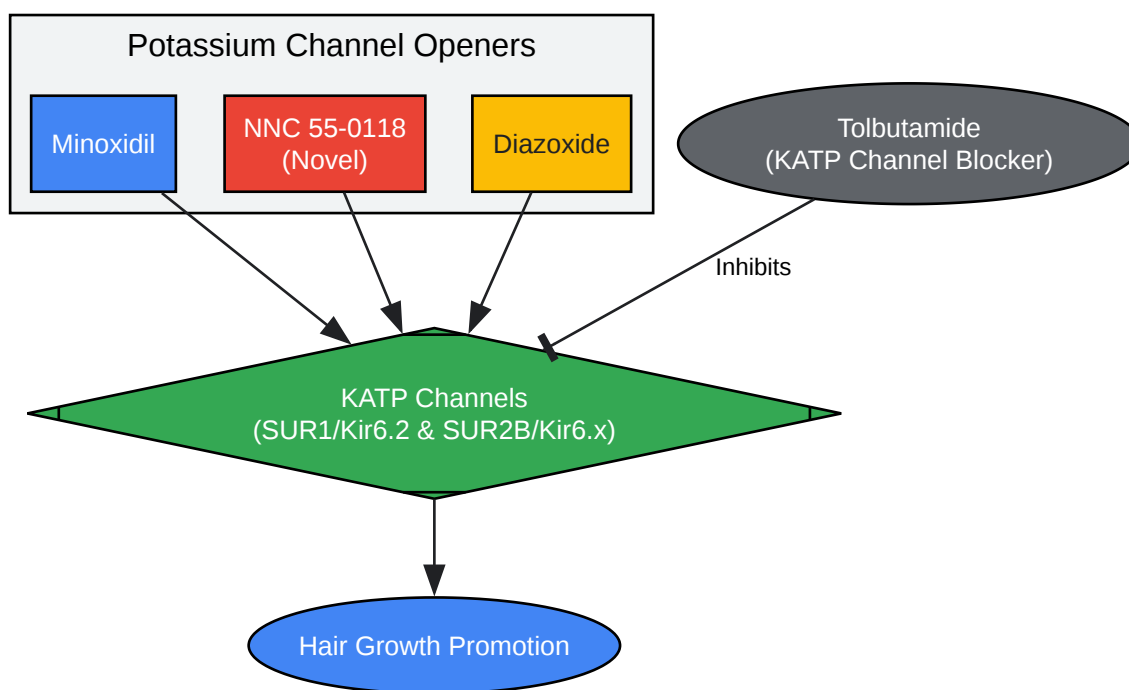 Potassium Channel Openers
Minoxidil
NNC 55-0118
(Novel)
Diazoxide
Tolbutamide
(KATP Channel Blocker)
Inhibits
KATP Channels
(SUR1/Kir6.2 & SUR2B/Kir6.x)
Hair Growth Promotion